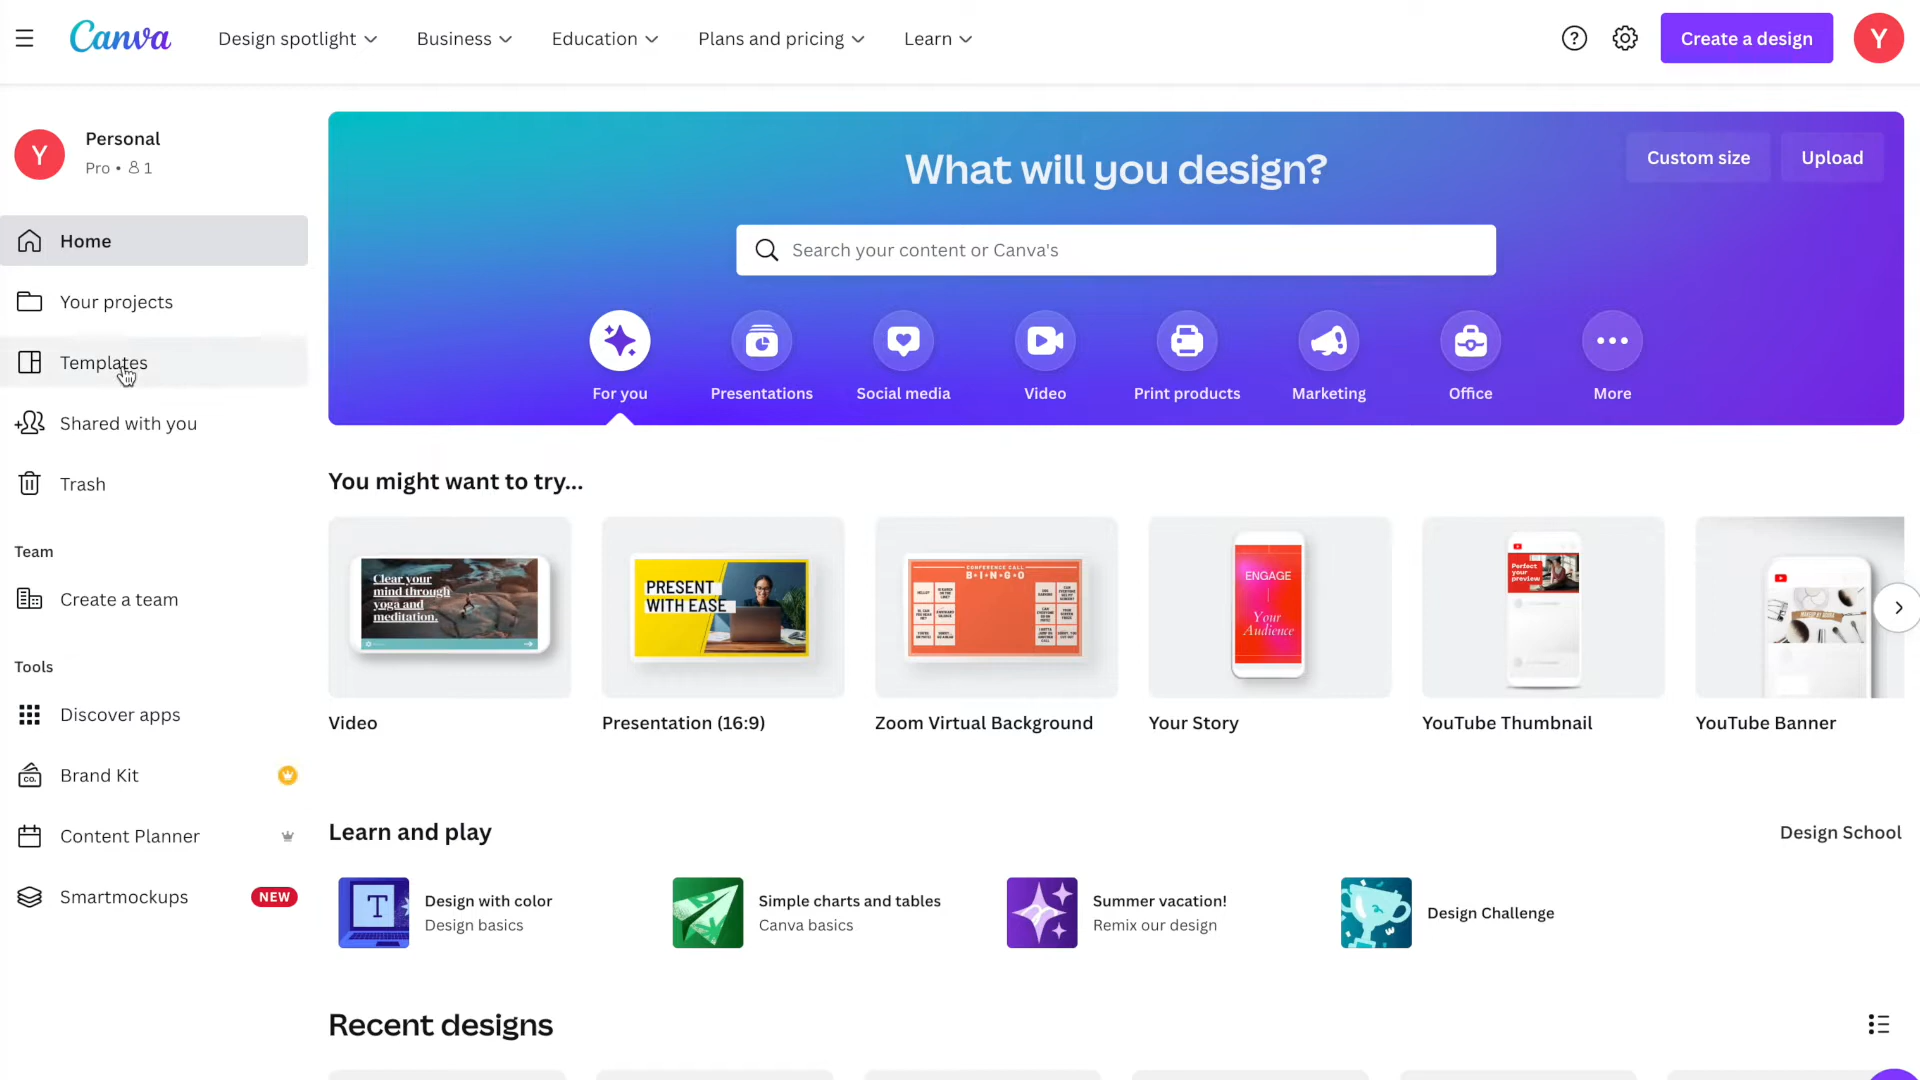 Canva
Design spotlight
Business
Education
Plans and pricing
Learn
?
Create a design
Y
Y
Personal
Pro • 1
Home
Your projects
Templates
Shared with you
Trash
Team
Create a team
Tools
Discover apps
Brand Kit
Content Planner
Smartmockups
NEW
What will you design?
Custom size
Upload
Search your content or Canva's
For you
Presentations
Social media
Video
Print products
Marketing
Office
More
You might want to try...
Clear your
mind through
yoga and
meditation.
PRESENT
WITH EASE
CONFERENCE CALL
B•I•N•G•O
ENGAGE
Your
Audience
Perfect
your
preview
Video
Presentation (16:9)
Zoom Virtual Background
Your Story
YouTube Thumbnail
YouTube Banner
Learn and play
Design School
T
Design with color
Design basics
Simple charts and tables
Canva basics
Summer vacation!
Remix our design
Design Challenge
Recent designs